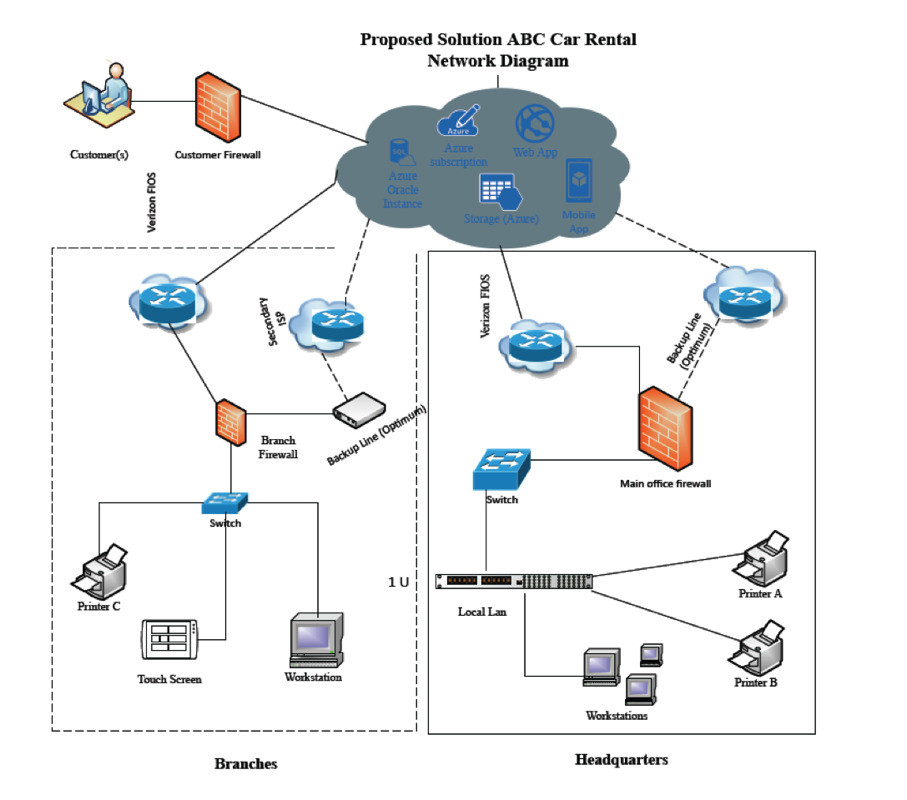 Proposed Solution ABC Car Rental
Network Diagram
Customer(s)
Customer Firewall
SQL
Azure
Oracle
Instance
Azure
Azure
subscription
Web App
Storage (Azure)
Mobile
App
Verizon FIOS
Secondary
ISP
Branch
Firewall
Backup Line (Optimum)
Switch
Printer C
Touch Screen
Workstation
1 U
Branches
Verizon FIOS
Backup Line
(Optimum)
Main office firewall
Switch
Local Lan
Printer A
Printer B
Workstations
Headquarters